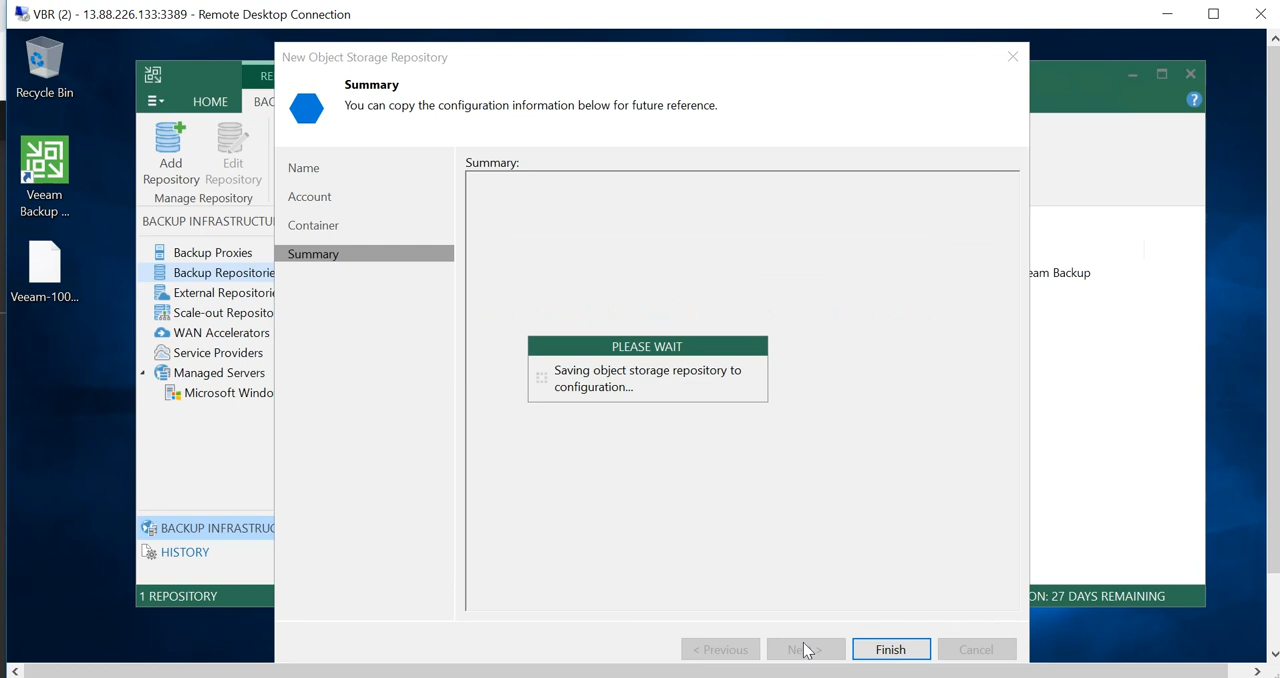 VBR (2) - 13.88.226.133:3389 - Remote Desktop Connection
Recycle Bin
Veeam
Backup ...
Veeam-100...
RE
HOME
BAC
Add
Repository
Edit
Repository
Manage Repository
BACKUP INFRASTRUCTU
Backup Proxies
Backup Repositorie
External Repositorie
Scale-out Reposito
WAN Accelerators
Service Providers
Managed Servers
Microsoft Windo
BACKUP INFRASTRUC
HISTORY
1 REPOSITORY
New Object Storage Repository
Summary
You can copy the configuration information below for future reference.
Name
Account
Container
Summary
Summary:
PLEASE WAIT
Saving object storage repository to
configuration...
< Previous
Finish
Cancel
?
eam Backup
ON: 27 DAYS REMAINING